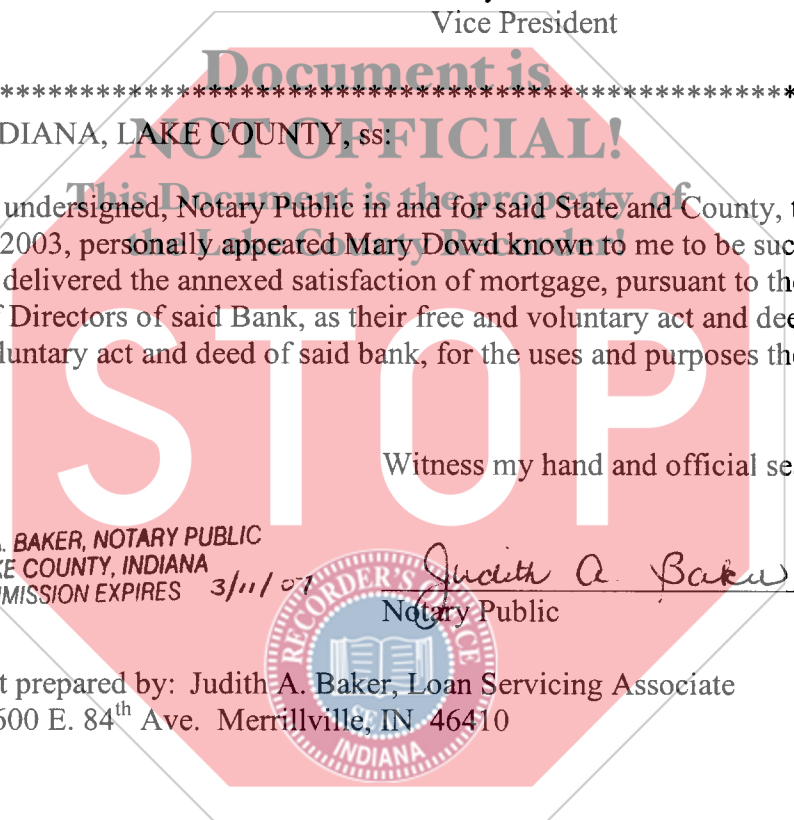 Vice President
Document is
********************************************************************
NOT OFFICIAL!
DIANA, LAKE COUNTY, ss:
This Document is the property of
undersigned, Notary Public in and for said State and County, t
the Lake County Recorder!
2003, personally appeared Mary Dowd known to me to be suc
delivered the annexed satisfaction of mortgage, pursuant to the
f Directors of said Bank, as their free and voluntary act and dee
luntary act and deed of said bank, for the uses and purposes the
STOP
Witness my hand and official se
. BAKER, NOTARY PUBLIC
KE COUNTY, INDIANA
MMISSION EXPIRES 3/11/07
Judith A. Baker
Notary Public
RECORDER'S OFFICE
SEAL
INDIANA
t prepared by: Judith A. Baker, Loan Servicing Associate
600 E. 84th Ave. Merrillville, IN 46410